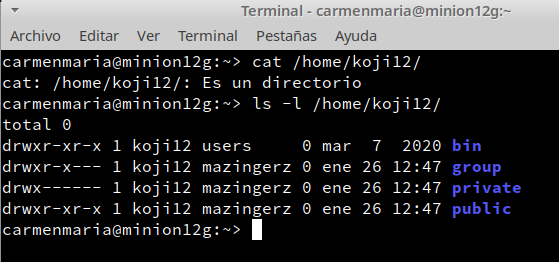 Terminal - carmenmaria@minion12g:~
Archivo Editar Ver Terminal Pestañas Ayuda
carmenmaria@minion12g:~> cat /home/koji12/
cat: /home/koji12/: Es un directorio
carmenmaria@minion12g:~> ls -l /home/koji12/
total 0
drwxr-xr-x 1 koji12 users     0 mar  7  2020 bin
drwxr-x--- 1 koji12 mazingerz 0 ene 26 12:47 group
drwx------ 1 koji12 mazingerz 0 ene 26 12:47 private
drwxr-xr-x 1 koji12 mazingerz 0 ene 26 12:47 public
carmenmaria@minion12g:~>